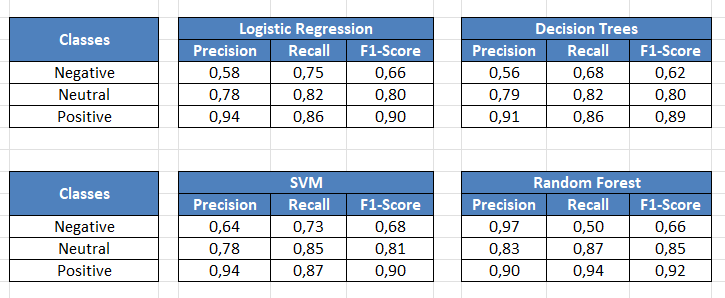 Classes Logistic Regression Decision Trees
Precision Recall F1-Score Precision Recall F1-Score
Negative 0,58 0,75 0,66 0,56 0,68 0,62
Neutral 0,78 0,82 0,80 0,79 0,82 0,80
Positive 0,94 0,86 0,90 0,91 0,86 0,89
Classes SVM Random Forest
Precision Recall F1-Score Precision Recall F1-Score
Negative 0,64 0,73 0,68 0,97 0,50 0,66
Neutral 0,78 0,85 0,81 0,83 0,87 0,85
Positive 0,94 0,87 0,90 0,90 0,94 0,92